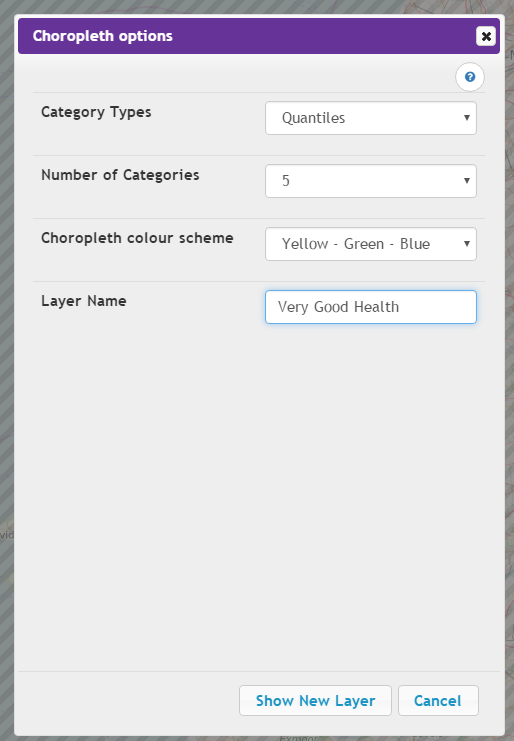 Choropleth options
Category Types
Quantiles
Number of Categories
5
Choropleth colour scheme
Yellow - Green - Blue
Layer Name
Very Good Health
Show New Layer
Cancel